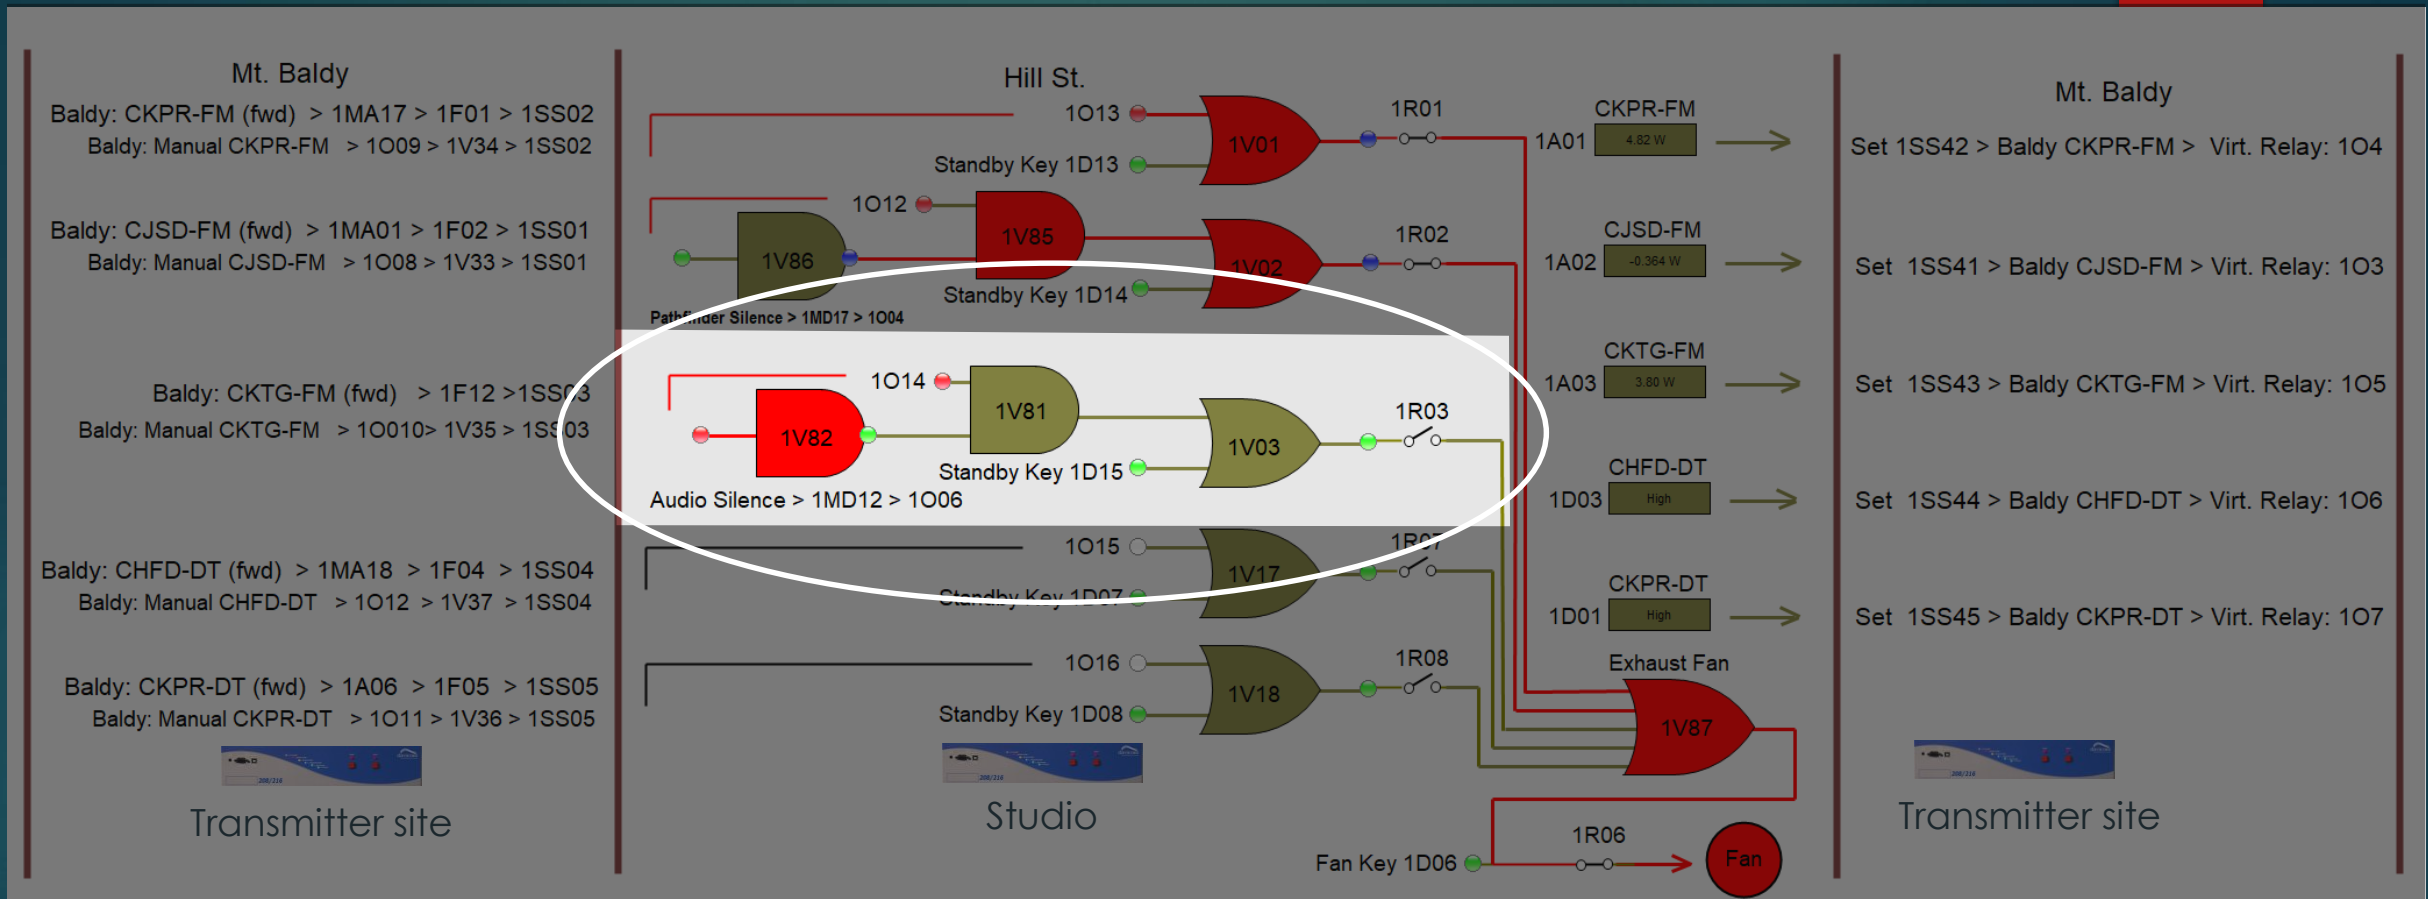 Mt. Baldy
Baldy: CKPR-FM (fwd) > 1MA17 > 1F01 > 1SS02
Baldy: Manual CKPR-FM > 1O09 > 1V34 > 1SS02
Baldy: CJSD-FM (fwd) > 1MA01 > 1F02 > 1SS01
Baldy: Manual CJSD-FM > 1O08 > 1V33 > 1SS01
Baldy: CKTG-FM (fwd) > 1F12 >1SS03
Baldy: Manual CKTG-FM > 1O010> 1V35 > 1SS03
Baldy: CHFD-DT (fwd) > 1MA18 > 1F04 > 1SS04
Baldy: Manual CHFD-DT > 1O12 > 1V37 > 1SS04
Baldy: CKPR-DT (fwd) > 1A06 > 1F05 > 1SS05
Baldy: Manual CKPR-DT > 1O11 > 1V36 > 1SS05
208/216
Transmitter site
Hill St.
1O13
1V01
1R01
Standby Key 1D13
1O12
1V86
1V85
1V02
1R02
Standby Key 1D14
Pathfinder Silence > 1MD17 > 1O04
1O14
1V82
1V81
1V03
1R03
Standby Key 1D15
Audio Silence > 1MD12 > 1O06
1O15
1V17
1R07
Standby Key 1D07
1O16
1V18
1R08
Standby Key 1D08
208/216
Studio
CKPR-FM
1A01 4.82 W
CJSD-FM
1A02 -0.364 W
CKTG-FM
1A03 3.80 W
CHFD-DT
1D03 High
CKPR-DT
1D01 High
Exhaust Fan
1V87
1R06
Fan Key 1D06
Fan
Mt. Baldy
Set 1SS42 > Baldy CKPR-FM > Virt. Relay: 1O4
Set 1SS41 > Baldy CJSD-FM > Virt. Relay: 1O3
Set 1SS43 > Baldy CKTG-FM > Virt. Relay: 1O5
Set 1SS44 > Baldy CHFD-DT > Virt. Relay: 1O6
Set 1SS45 > Baldy CKPR-DT > Virt. Relay: 1O7
208/216
Transmitter site